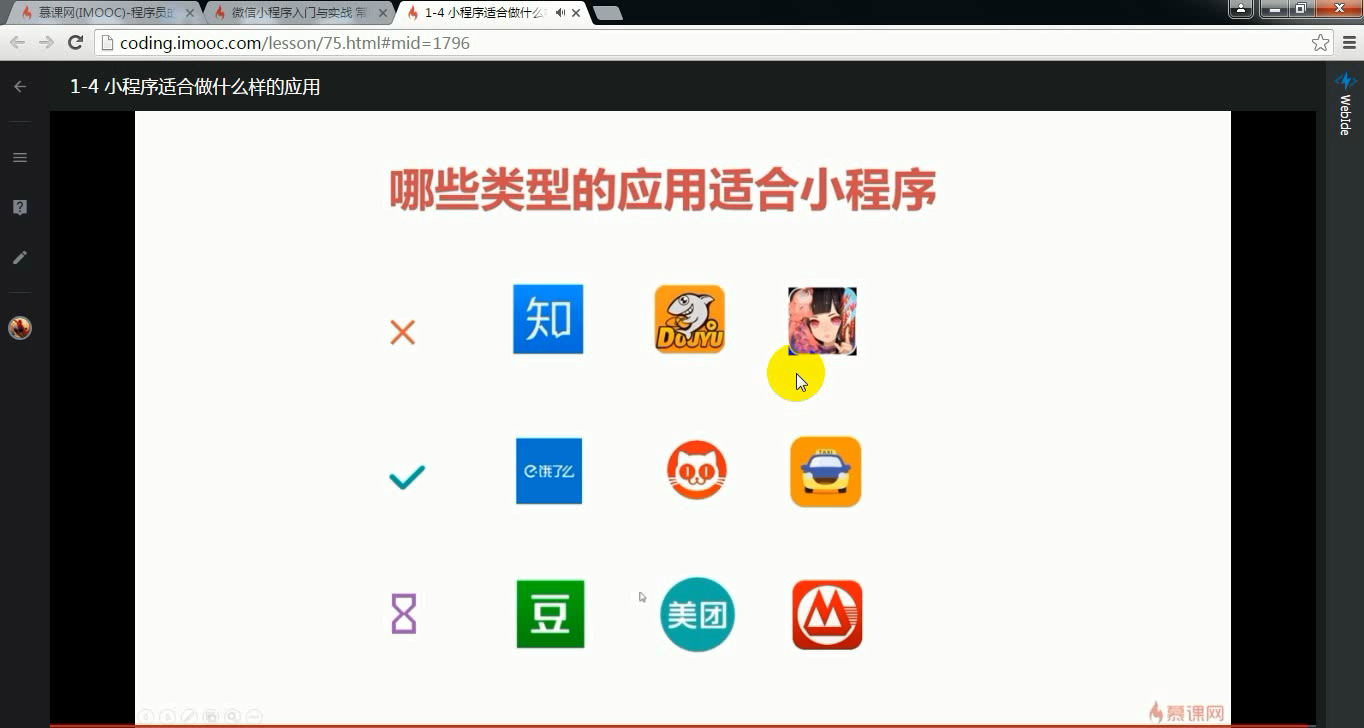 慕课网(IMOOC)-程序员的
微信小程序入门与实战 常
1-4 小程序适合做什么
coding.imooc.com/lesson/75.html#mid=1796
1-4 小程序适合做什么样的应用
WebIde
哪些类型的应用适合小程序
知
DOUYU
饿了么
TAXI
豆
美团
慕课网